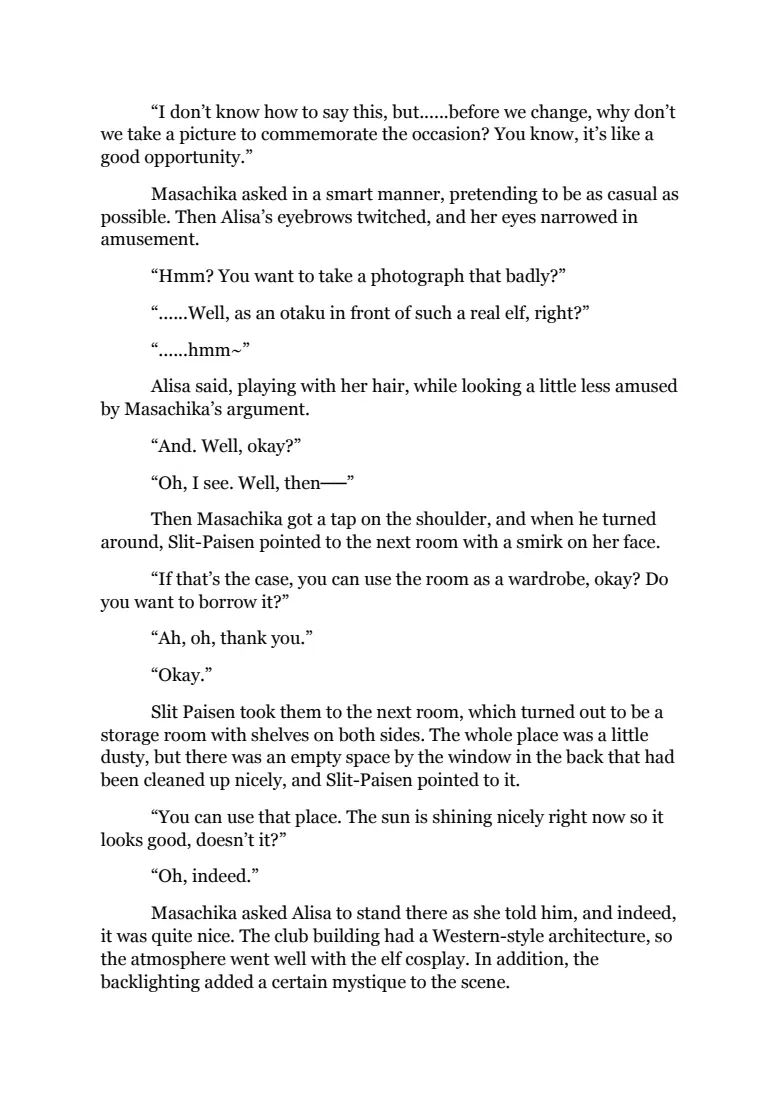 “I don’t know how to say this, but......before we change, why don’t
we take a picture to commemorate the occasion? You know, it’s like a
good opportunity.”
Masachika asked in a smart manner, pretending to be as casual as
possible. Then Alisa’s eyebrows twitched, and her eyes narrowed in
amusement.
“Hmm? You want to take a photograph that badly?”
“......Well, as an otaku in front of such a real elf, right?”
“......hmm~”
Alisa said, playing with her hair, while looking a little less amused
by Masachika’s argument.
“And. Well, okay?”
“Oh, I see. Well, then──”
Then Masachika got a tap on the shoulder, and when he turned
around, Slit-Paisen pointed to the next room with a smirk on her face.
“If that’s the case, you can use the room as a wardrobe, okay? Do
you want to borrow it?”
“Ah, oh, thank you.”
“Okay.”
Slit Paisen took them to the next room, which turned out to be a
storage room with shelves on both sides. The whole place was a little
dusty, but there was an empty space by the window in the back that had
been cleaned up nicely, and Slit-Paisen pointed to it.
“You can use that place. The sun is shining nicely right now so it
looks good, doesn’t it?”
“Oh, indeed.”
Masachika asked Alisa to stand there as she told him, and indeed,
it was quite nice. The club building had a Western-style architecture, so
the atmosphere went well with the elf cosplay. In addition, the
backlighting added a certain mystique to the scene.